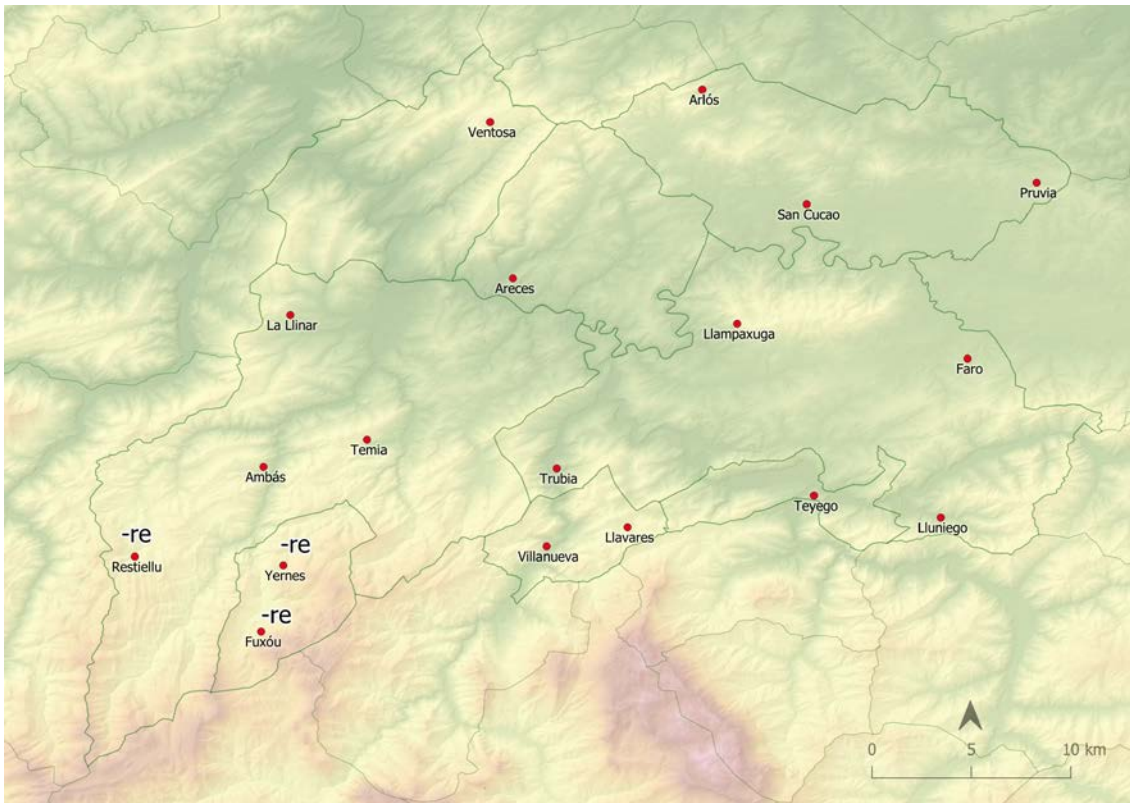 Arlós
Ventosa
Pruvia
San Cucao
Areces
La Llinar
Llampaxuga
Faro
Temia
Ambás
Trubia
Teyego
Lluniego
Llavares
-re
Restiellu
-re
Yernes
Villanueva
-re
Fuxóu
0 5 10 km